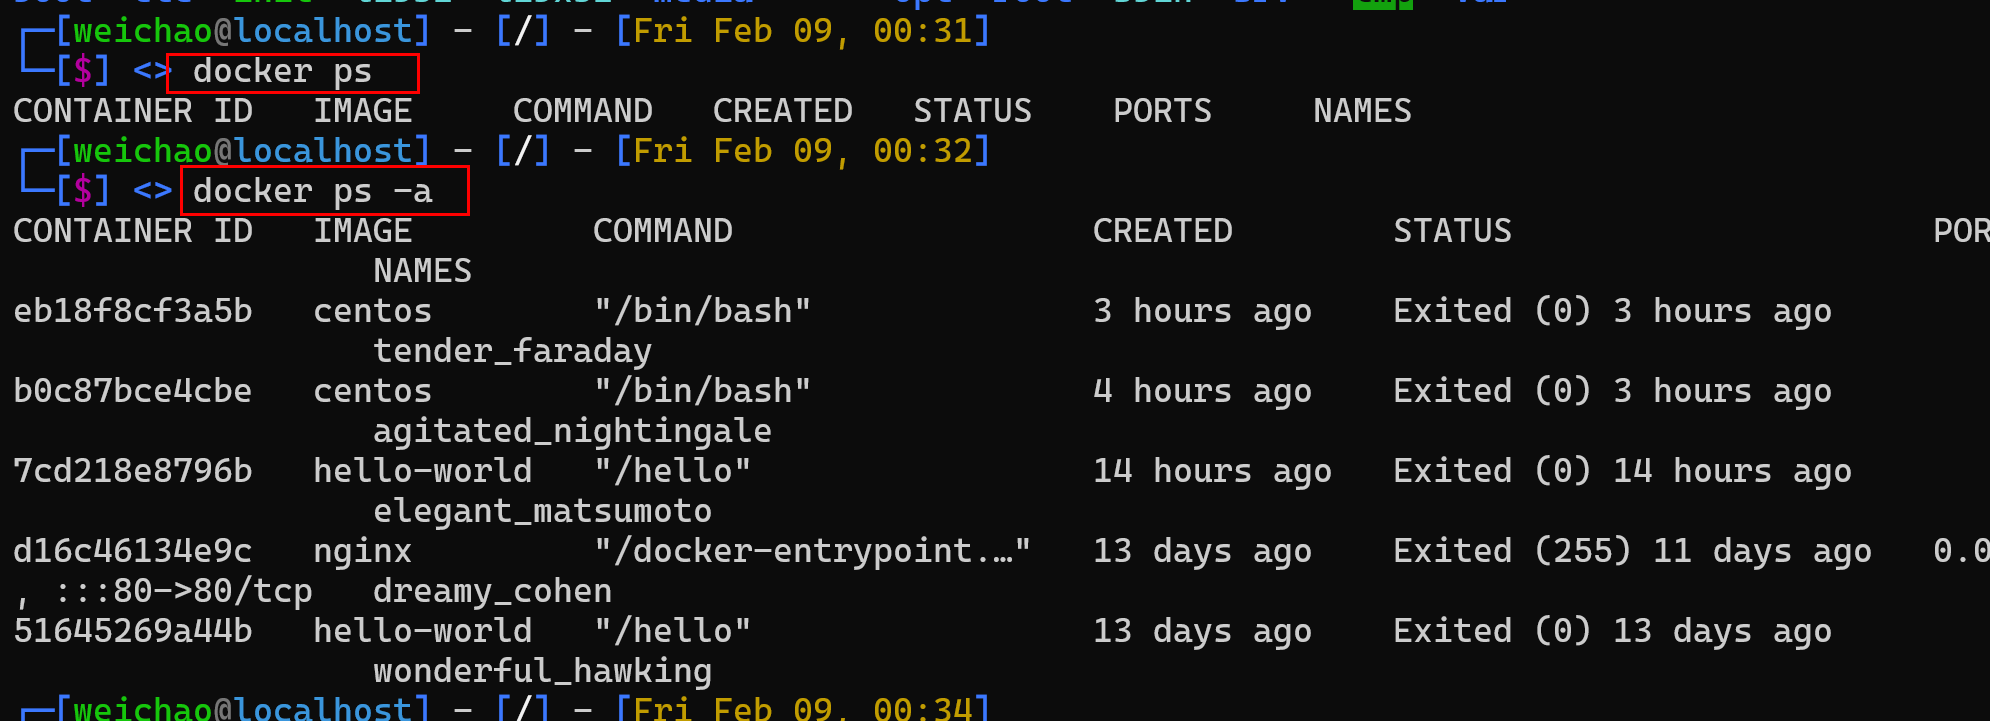 [weichao@localhost] - [/] - [Fri Feb 09, 00:31]
[$] <> docker ps
CONTAINER ID   IMAGE     COMMAND   CREATED   STATUS    PORTS     NAMES
[weichao@localhost] - [/] - [Fri Feb 09, 00:32]
[$] <> docker ps -a
CONTAINER ID   IMAGE         COMMAND                  CREATED        STATUS                     POR
NAMES
eb18f8cf3a5b   centos        "/bin/bash"              3 hours ago    Exited (0) 3 hours ago
tender_faraday
b0c87bce4cbe   centos        "/bin/bash"              4 hours ago    Exited (0) 3 hours ago
agitated_nightingale
7cd218e8796b   hello-world   "/hello"                 14 hours ago   Exited (0) 14 hours ago
elegant_matsumoto
d16c46134e9c   nginx         "/docker-entrypoint.…"   13 days ago    Exited (255) 11 days ago   0.0
, :::80->80/tcp   dreamy_cohen
51645269a44b   hello-world   "/hello"                 13 days ago    Exited (0) 13 days ago
wonderful_hawking
[weichao@localhost] - [/] - [Fri Feb 09, 00:34]